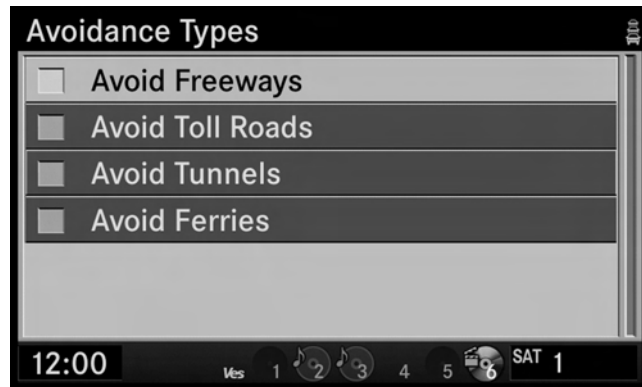 Avoidance Types
Avoid Freeways
Avoid Toll Roads
Avoid Tunnels
Avoid Ferries
12:00 Ves 1 2 3 4 5 6 SAT 1